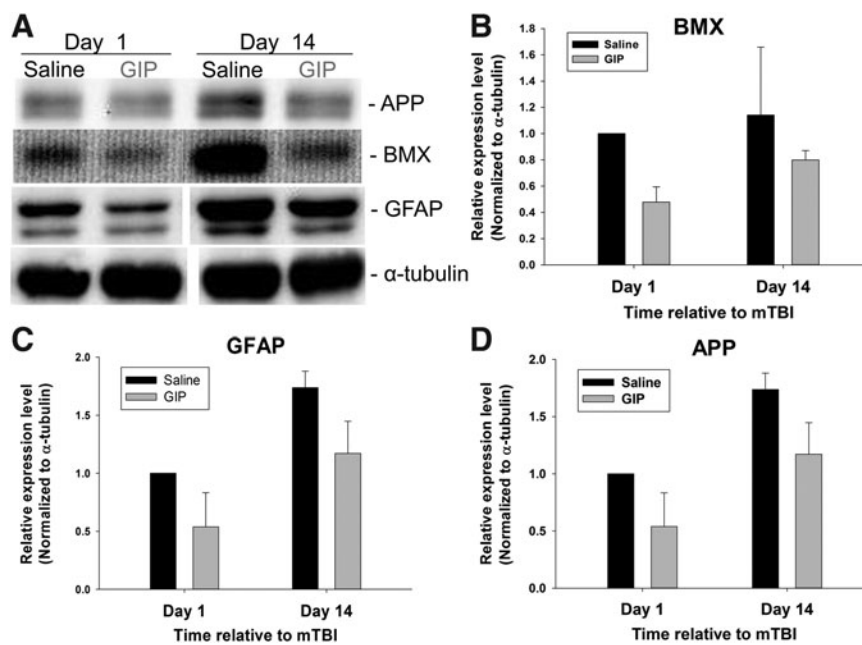 A
Day 1
Day 14
Saline GIP Saline GIP
- APP
- BMX
- GFAP
- α-tubulin
B
BMX
Relative expression level
(Normalized to α-tubulin)
1.8
1.6
1.4
1.2
1.0
0.8
0.6
0.4
0.2
0.0
Saline
GIP
Day 1
Day 14
Time relative to mTBI
C
GFAP
Relative expression level
(Normalized to α-tubulin)
2.0
1.5
1.0
0.5
0.0
Saline
GIP
Day 1
Day 14
Time relative to mTBI
D
APP
Relative expression level
(Normalized to α-tubulin)
2.0
1.5
1.0
0.5
0.0
Saline
GIP
Day 1
Day 14
Time relative to mTBI